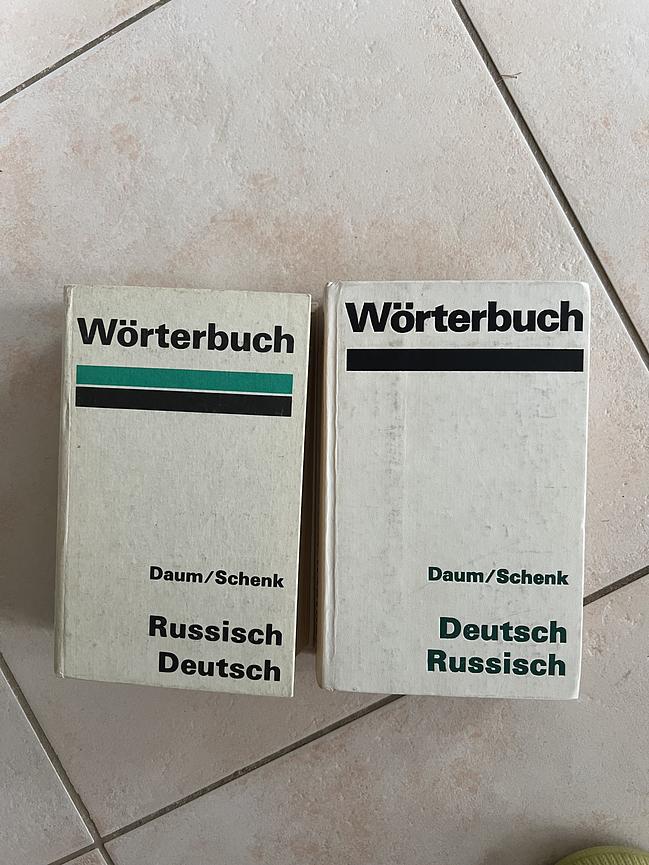 Wörterbuch
Daum/Schenk
Russisch
Deutsch
Wörterbuch
Daum/Schenk
Deutsch
Russisch